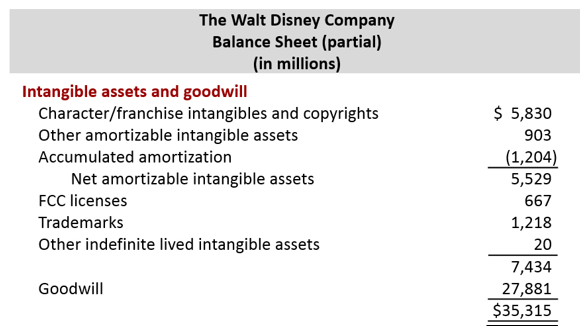 The Walt Disney Company
Balance Sheet (partial)
(in millions)
Intangible assets and goodwill
Character/franchise intangibles and copyrights $ 5,830
Other amortizable intangible assets 903
Accumulated amortization (1,204)
Net amortizable intangible assets 5,529
FCC licenses 667
Trademarks 1,218
Other indefinite lived intangible assets 20
7,434
Goodwill 27,881
$35,315